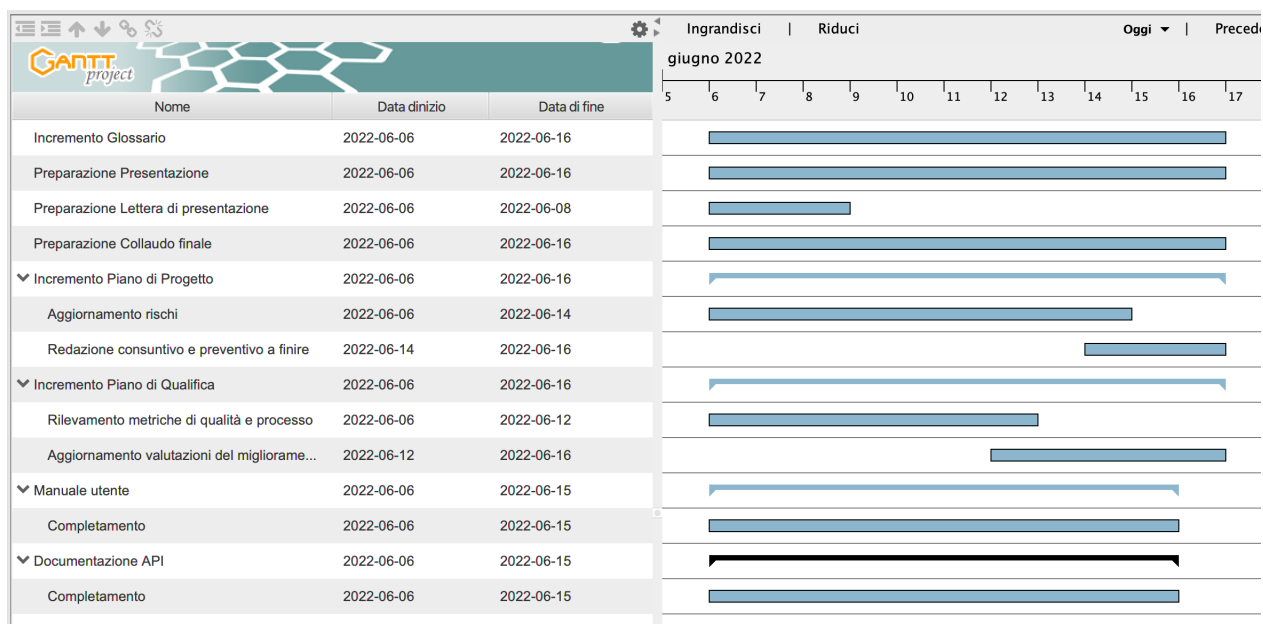 Ingrandisci | Riduci Oggi | Precede
GANTT project
giugno 2022
Nome Data dinizio Data di fine
5 6 7 8 9 10 11 12 13 14 15 16 17
Incremento Glossario 2022-06-06 2022-06-16
Preparazione Presentazione 2022-06-06 2022-06-16
Preparazione Lettera di presentazione 2022-06-06 2022-06-08
Preparazione Collaudo finale 2022-06-06 2022-06-16
Incremento Piano di Progetto 2022-06-06 2022-06-16
Aggiornamento rischi 2022-06-06 2022-06-14
Redazione consuntivo e preventivo a finire 2022-06-14 2022-06-16
Incremento Piano di Qualifica 2022-06-06 2022-06-16
Rilevamento metriche di qualità e processo 2022-06-06 2022-06-12
Aggiornamento valutazioni del migliorame... 2022-06-12 2022-06-16
Manuale utente 2022-06-06 2022-06-15
Completamento 2022-06-06 2022-06-15
Documentazione API 2022-06-06 2022-06-15
Completamento 2022-06-06 2022-06-15